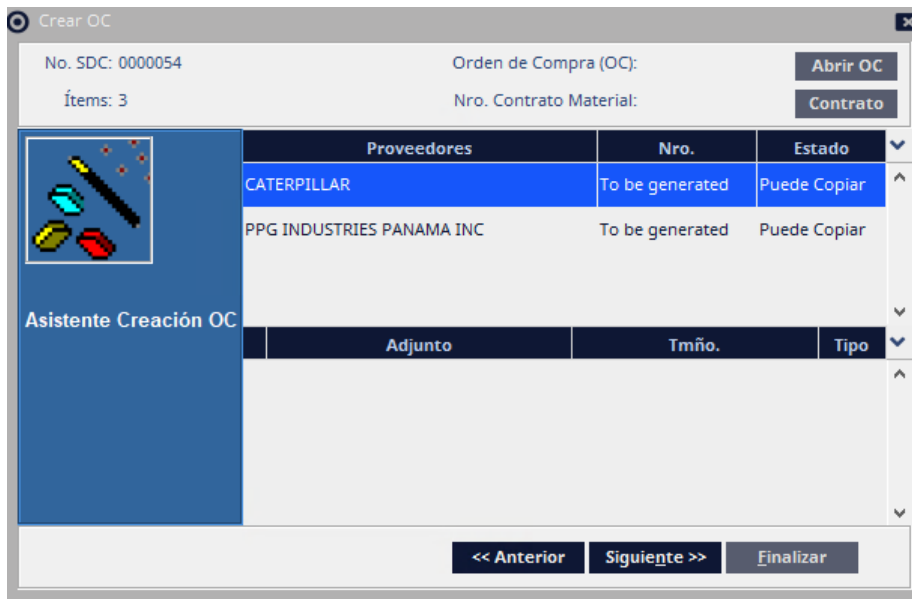 Crear OC
No. SDC: 0000054 Orden de Compra (OC): Abrir OC
Ítems: 3 Nro. Contrato Material: Contrato
Proveedores Nro. Estado
CATERPILLAR To be generated Puede Copiar
PPG INDUSTRIES PANAMA INC To be generated Puede Copiar
Asistente Creación OC
Adjunto Tmño. Tipo
<< Anterior Siguiente >> Finalizar